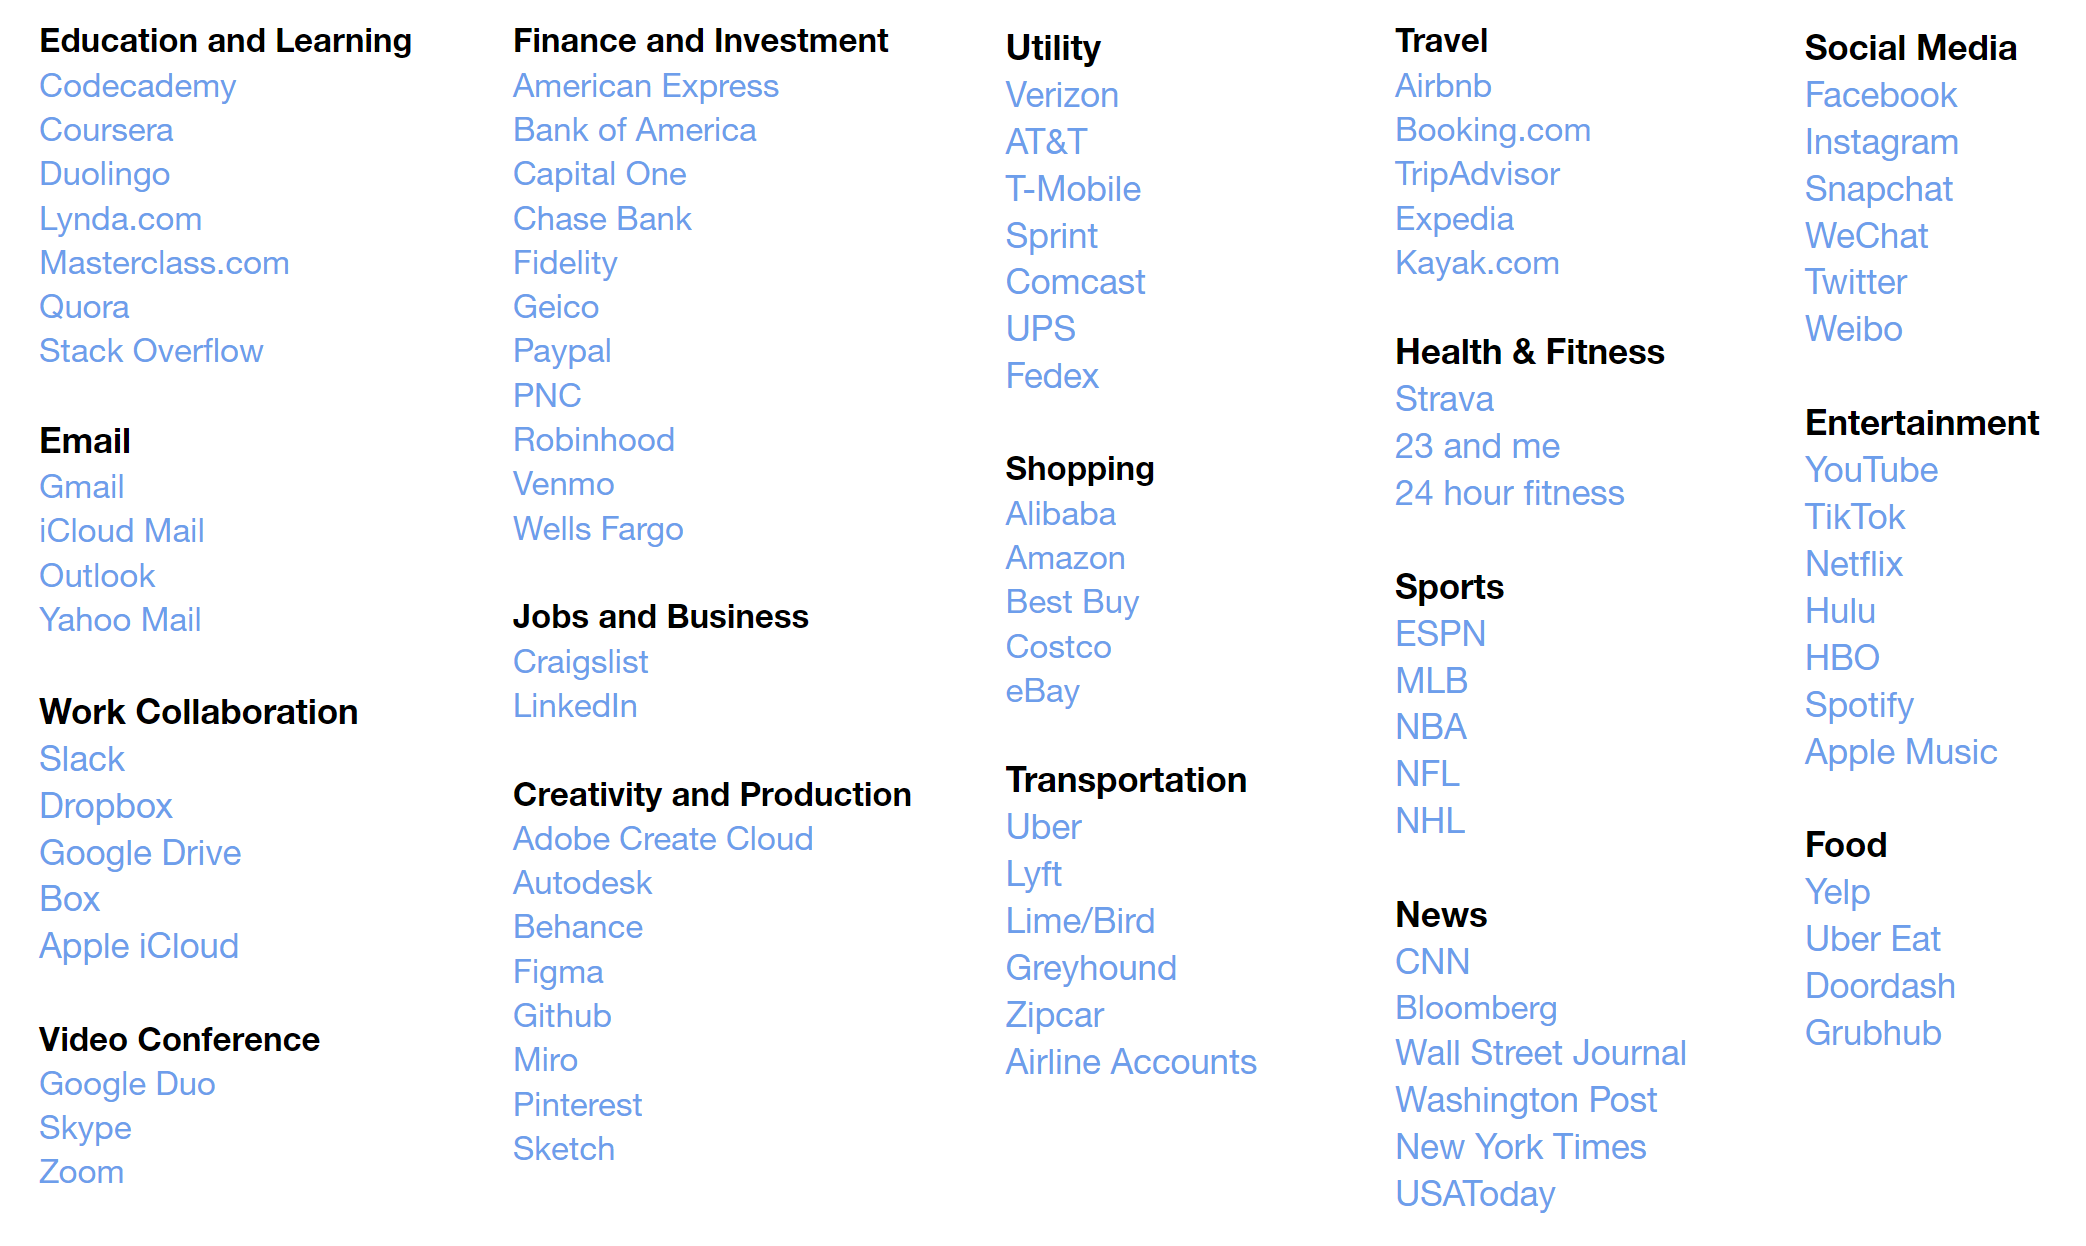 Education and Learning
Codecademy
Coursera
Duolingo
Lynda.com
Masterclass.com
Quora
Stack Overflow
Email
Gmail
iCloud Mail
Outlook
Yahoo Mail
Work Collaboration
Slack
Dropbox
Google Drive
Box
Apple iCloud
Video Conference
Google Duo
Skype
Zoom
Finance and Investment
American Express
Bank of America
Capital One
Chase Bank
Fidelity
Geico
Paypal
PNC
Robinhood
Venmo
Wells Fargo
Jobs and Business
Craigslist
LinkedIn
Creativity and Production
Adobe Create Cloud
Autodesk
Behance
Figma
Github
Miro
Pinterest
Sketch
Utility
Verizon
AT&T
T-Mobile
Sprint
Comcast
UPS
Fedex
Shopping
Alibaba
Amazon
Best Buy
Costco
eBay
Transportation
Uber
Lyft
Lime/Bird
Greyhound
Zipcar
Airline Accounts
Travel
Airbnb
Booking.com
TripAdvisor
Expedia
Kayak.com
Health & Fitness
Strava
23 and me
24 hour fitness
Sports
ESPN
MLB
NBA
NFL
NHL
News
CNN
Bloomberg
Wall Street Journal
Washington Post
New York Times
USAToday
Social Media
Facebook
Instagram
Snapchat
WeChat
Twitter
Weibo
Entertainment
YouTube
TikTok
Netflix
Hulu
HBO
Spotify
Apple Music
Food
Yelp
Uber Eat
Doordash
Grubhub